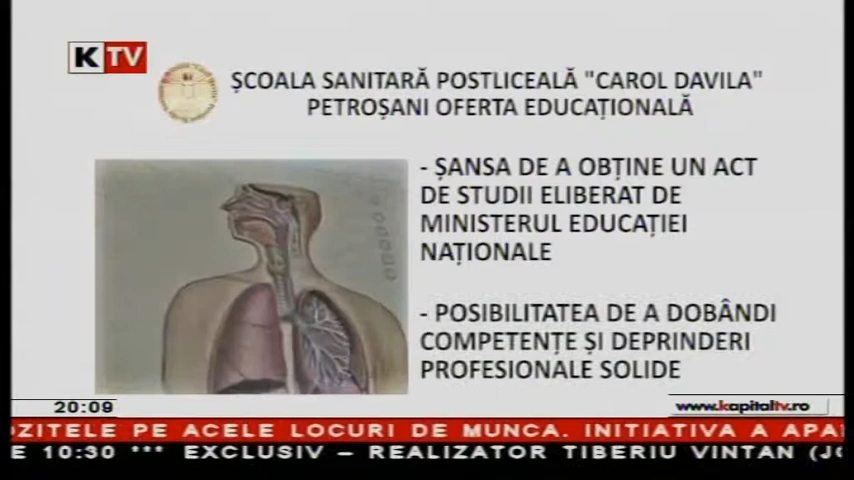 KTV
ȘCOALA SANITARĂ POSTLICEALĂ "CAROL DAVILA"
PETROȘANI OFERTA EDUCAȚIONALĂ
- ȘANSA DE A OBȚINE UN ACT
DE STUDII ELIBERAT DE
MINISTERUL EDUCAȚIEI
NAȚIONALE
- POSIBILITATEA DE A DOBÂNDI
COMPETENȚE ȘI DEPRINDERI
PROFESIONALE SOLIDE
20:09
www.kapitaltv.ro
OZITELE PE ACELE LOCURI DE MUNCA. INITIATIVA A APA
E 10:30 *** EXCLUSIV – REALIZATOR TIBERIU VINTAN (JO